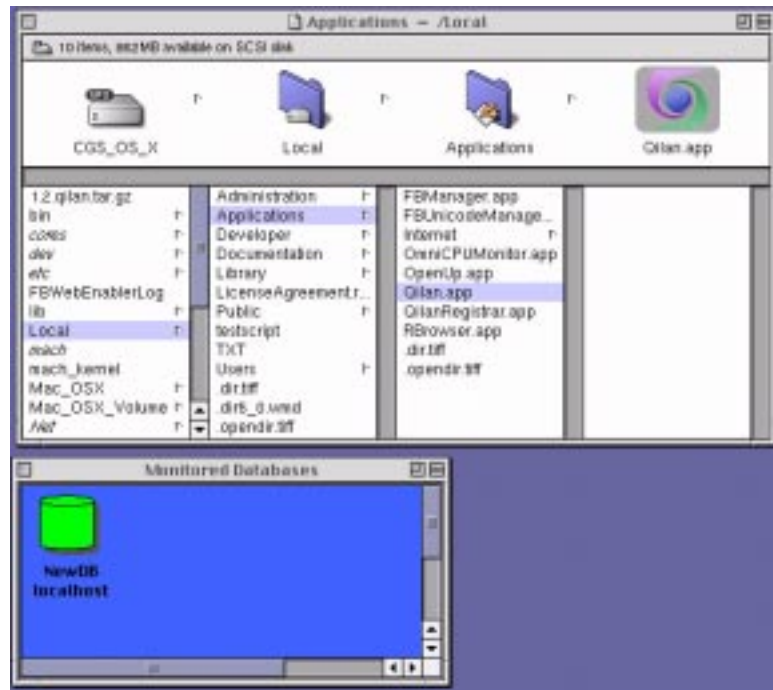 Applications — /Local
10 items, 882MB available on SCSI disk
CGS_OS_X
Local
Applications
Qilan.app
1.2.qilan.tar.gz
bin
cores
dev
etc
FBWebEnablerLog
lib
Local
mach
mach_kernel
Mac_OSX
Mac_OSX_Volume
Net
Administration
Applications
Developer
Documentation
Library
LicenseAgreement.r...
Public
testscript
TXT
Users
.dir.tiff
.dir5_0.wmd
.opendir.tiff
FBManager.app
FBUnicodeManage...
Internet
OmniCPUMonitor.app
OpenUp.app
Qilan.app
QilanRegistrar.app
RBrowser.app
.dir.tiff
.opendir.tiff
Monitored Databases
NewDB
localhost